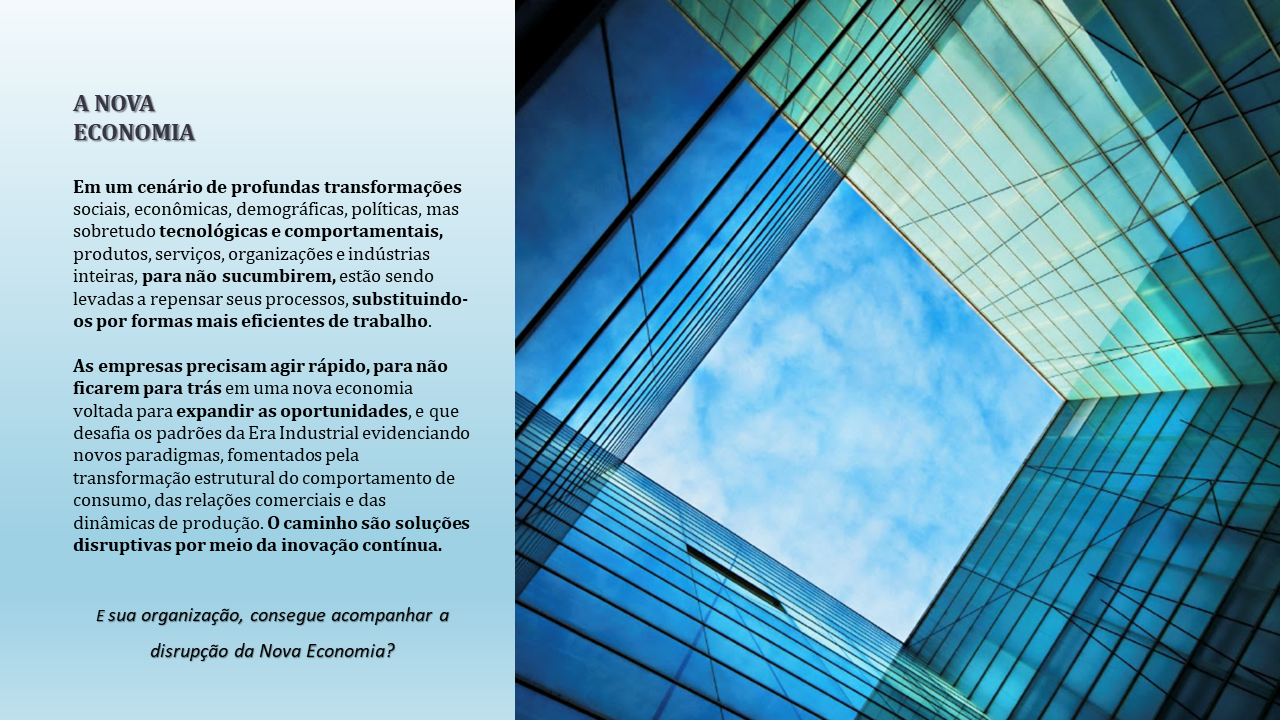 A NOVA
ECONOMIA
Em um cenário de profundas transformações
sociais, econômicas, demográficas, políticas, mas
sobretudo tecnológicas e comportamentais,
produtos, serviços, organizações e indústrias
inteiras, para não sucumbirem, estão sendo
levadas a repensar seus processos, substituindo-
os por formas mais eficientes de trabalho.
As empresas precisam agir rápido, para não
ficarem para trás em uma nova economia
voltada para expandir as oportunidades, e que
desafia os padrões da Era Industrial evidenciando
novos paradigmas, fomentados pela
transformação estrutural do comportamento de
consumo, das relações comerciais e das
dinâmicas de produção. O caminho são soluções
disruptivas por meio da inovação contínua.
E sua organização, consegue acompanhar a
disrupção da Nova Economia?